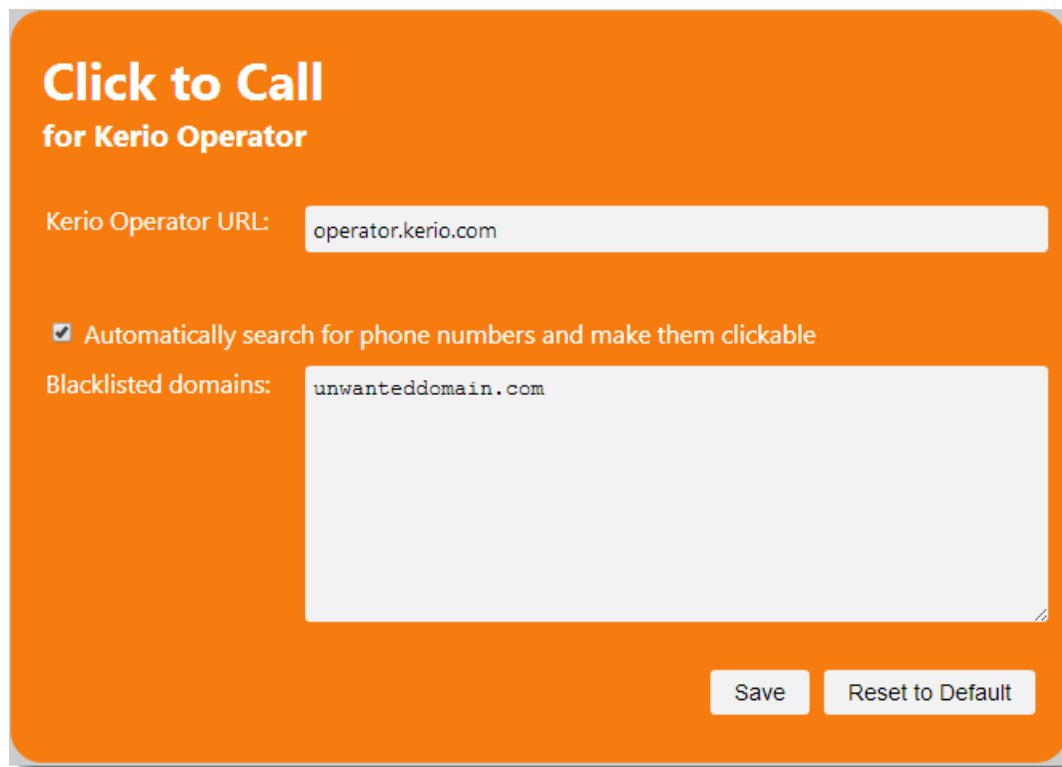 Click to Call
for Kerio Operator
Kerio Operator URL:
operator.kerio.com
Automatically search for phone numbers and make them clickable
Blacklisted domains:
unwanteddomain.com
Save
Reset to Default